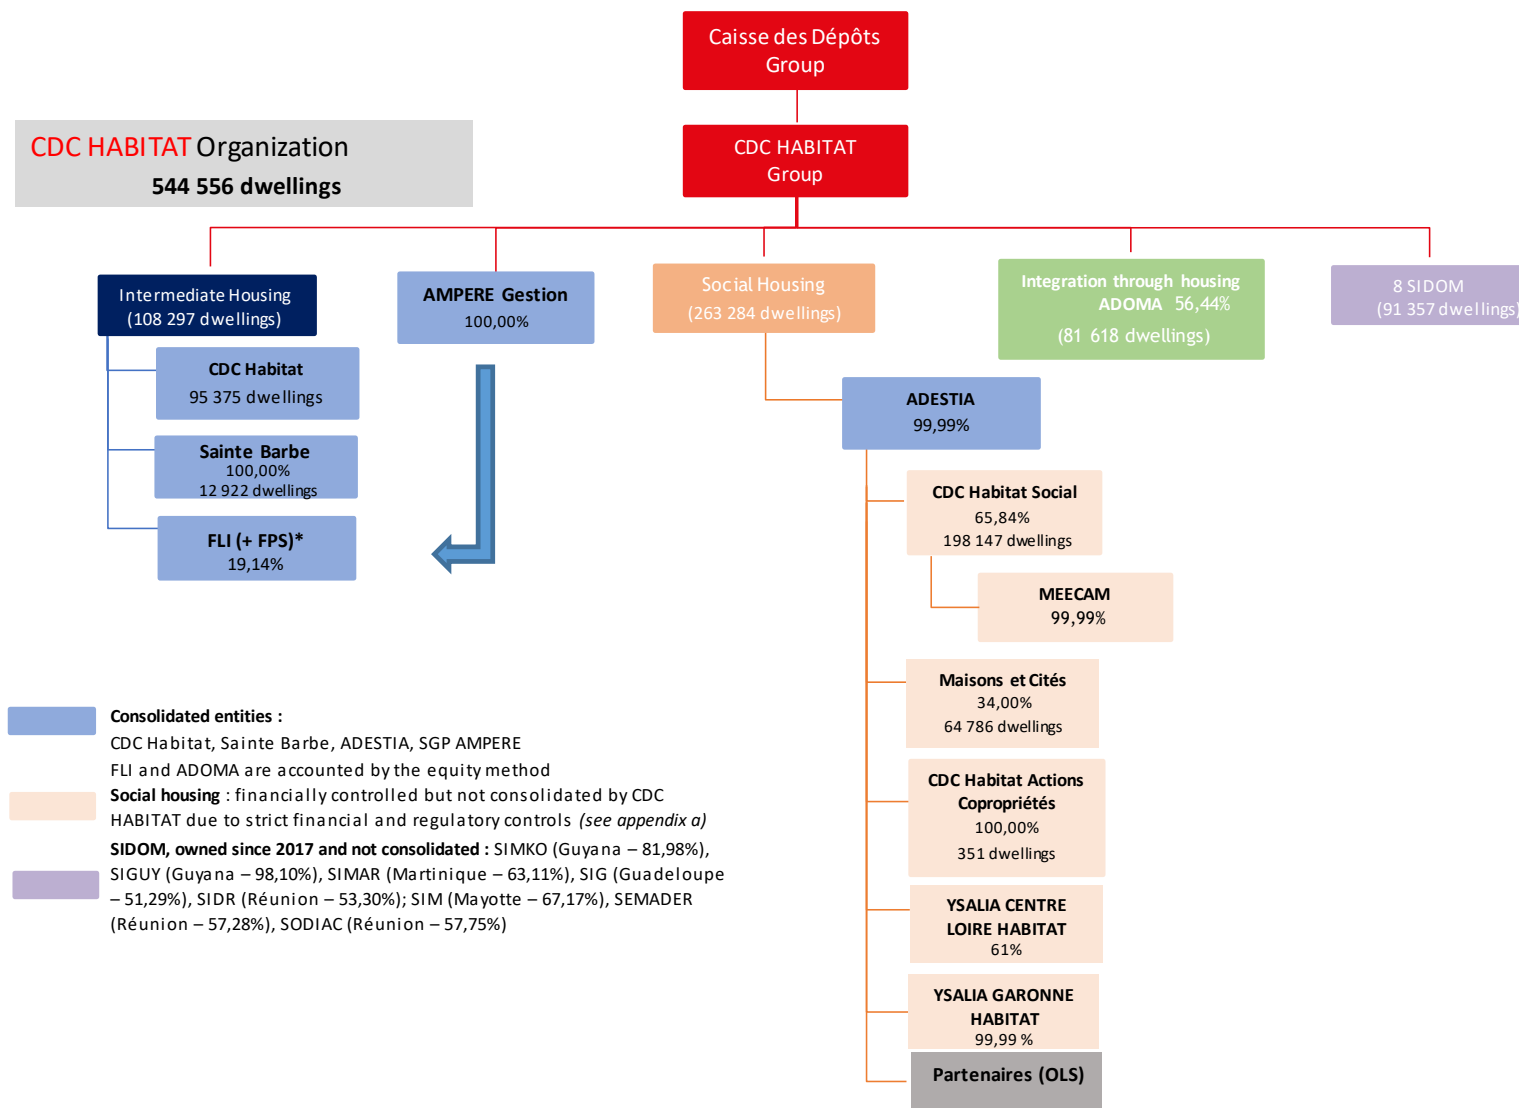 Caisse des Dépôts
Group
CDC HABITAT Organization
544 556 dwellings
CDC HABITAT
Group
Intermediate Housing
(108 297 dwellings)
AMPERE Gestion
100,00%
Social Housing
(263 284 dwellings)
Integration through housing
ADOMA 56,44%
(81 618 dwellings)
8 SIDOM
(91 357 dwellings)
CDC Habitat
95 375 dwellings
Sainte Barbe
100,00%
12 922 dwellings
FLI (+ FPS)*
19,14%
ADESTIA
99,99%
CDC Habitat Social
65,84%
198 147 dwellings
MEECAM
99,99%
Maisons et Cités
34,00%
64 786 dwellings
CDC Habitat Actions
Copropriétés
100,00%
351 dwellings
YSALIA CENTRE
LOIRE HABITAT
61%
YSALIA GARONNE
HABITAT
99,99 %
Partenaires (OLS)
Consolidated entities :
CDC Habitat, Sainte Barbe, ADESTIA, SGP AMPERE
FLI and ADOMA are accounted by the equity method
Social housing : financially controlled but not consolidated by CDC
HABITAT due to strict financial and regulatory controls (see appendix a)
SIDOM, owned since 2017 and not consolidated : SIMKO (Guyana – 81,98%),
SIGUY (Guyana – 98,10%), SIMAR (Martinique – 63,11%), SIG (Guadeloupe
– 51,29%), SIDR (Réunion – 53,30%); SIM (Mayotte – 67,17%), SEMADER
(Réunion – 57,28%), SODIAC (Réunion – 57,75%)